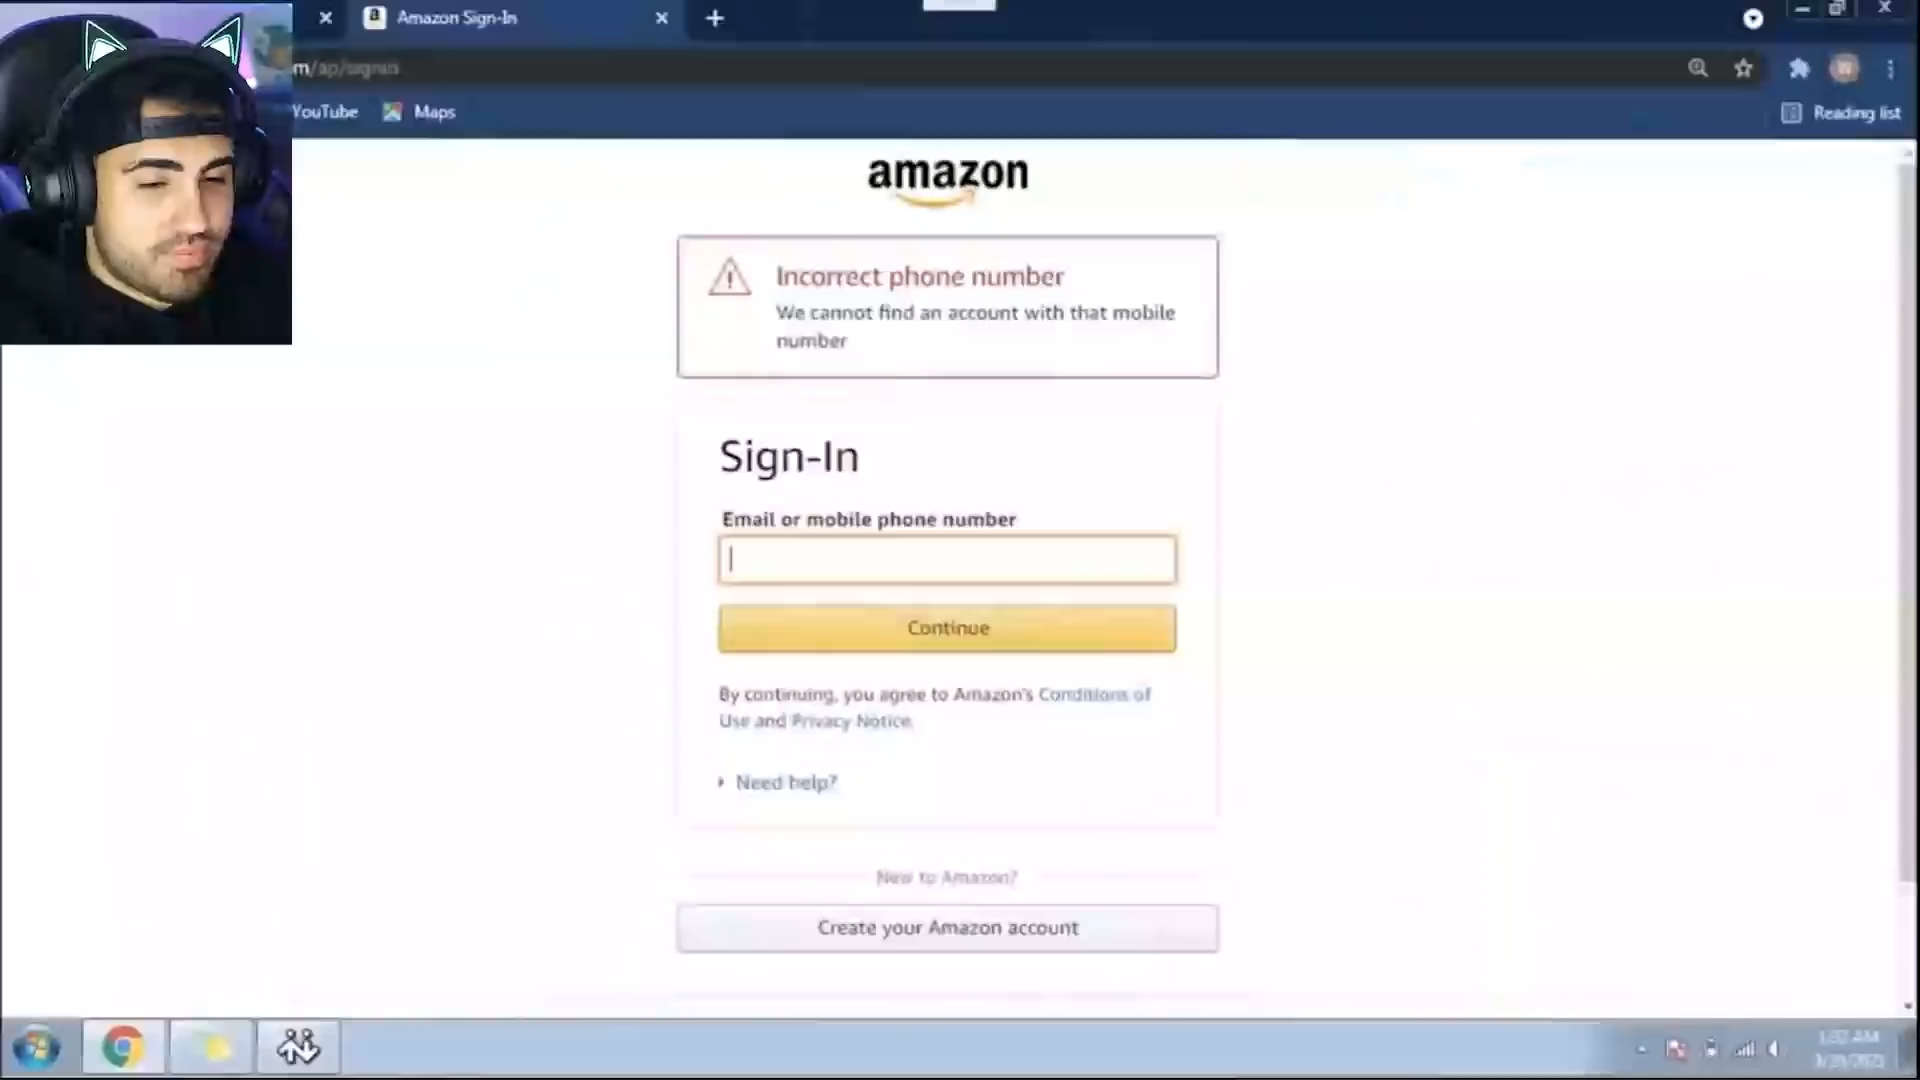 Amazon Sign-In
m/ap/signin
YouTube
Maps
Reading list
amazon
Incorrect phone number
We cannot find an account with that mobile
number
Sign-In
Email or mobile phone number
Continue
By continuing, you agree to Amazon's Conditions of
Use and Privacy Notice.
Need help?
New to Amazon?
Create your Amazon account